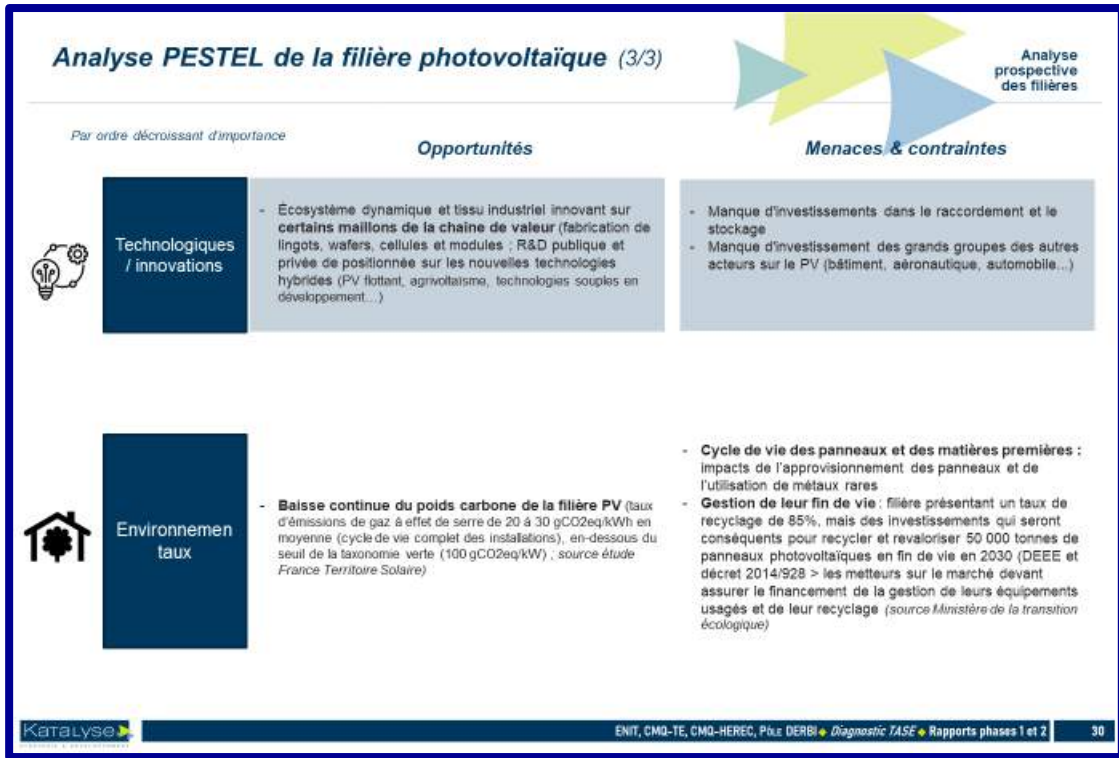 Analyse PESTEL de la filière photovoltaïque (3/3)
Analyse
prospective
des filières
Par ordre décroissant d'importance
Opportunités
Menaces & contraintes
Technologiques
/ innovations
- Écosystème dynamique et tissu industriel innovant sur
certains maillons de la chaîne de valeur (fabrication de
lingots, wafers, cellules et modules ; R&D publique et
privée de positionnée sur les nouvelles technologies
hybrides (PV flottant, agrivoltaïsme, technologies souples en
développement…)
- Manque d'investissements dans le raccordement et le
stockage
- Manque d'investissement des grands groupes des autres
acteurs sur le PV (bâtiment, aéronautique, automobile...)
Environnemen
taux
- Baisse continue du poids carbone de la filière PV (taux
d'émissions de gaz à effet de serre de 20 à 30 gCO2eq/kWh en
moyenne (cycle de vie complet des installations), en-dessous du
seuil de la taxonomie verte (100 gCO2eq/kW) ; source étude
France Territoire Solaire)
- Cycle de vie des panneaux et des matières premières :
impacts de l'approvisionnement des panneaux et de
l'utilisation de métaux rares
- Gestion de leur fin de vie : filière présentant un taux de
recyclage de 85%, mais des investissements qui seront
conséquents pour recycler et revaloriser 50 000 tonnes de
panneaux photovoltaïques en fin de vie en 2030 (DEEE et
décret 2014/928 > les metteurs sur le marché devant
assurer le financement de la gestion de leurs équipements
usagés et de leur recyclage (source Ministère de la transition
écologique)
Katalyse
ENIT, CMQ-TE, CMQ-HEREC, Pôle DERBI ◆ Diagnostic TASE ◆ Rapports phases 1 et 2
30